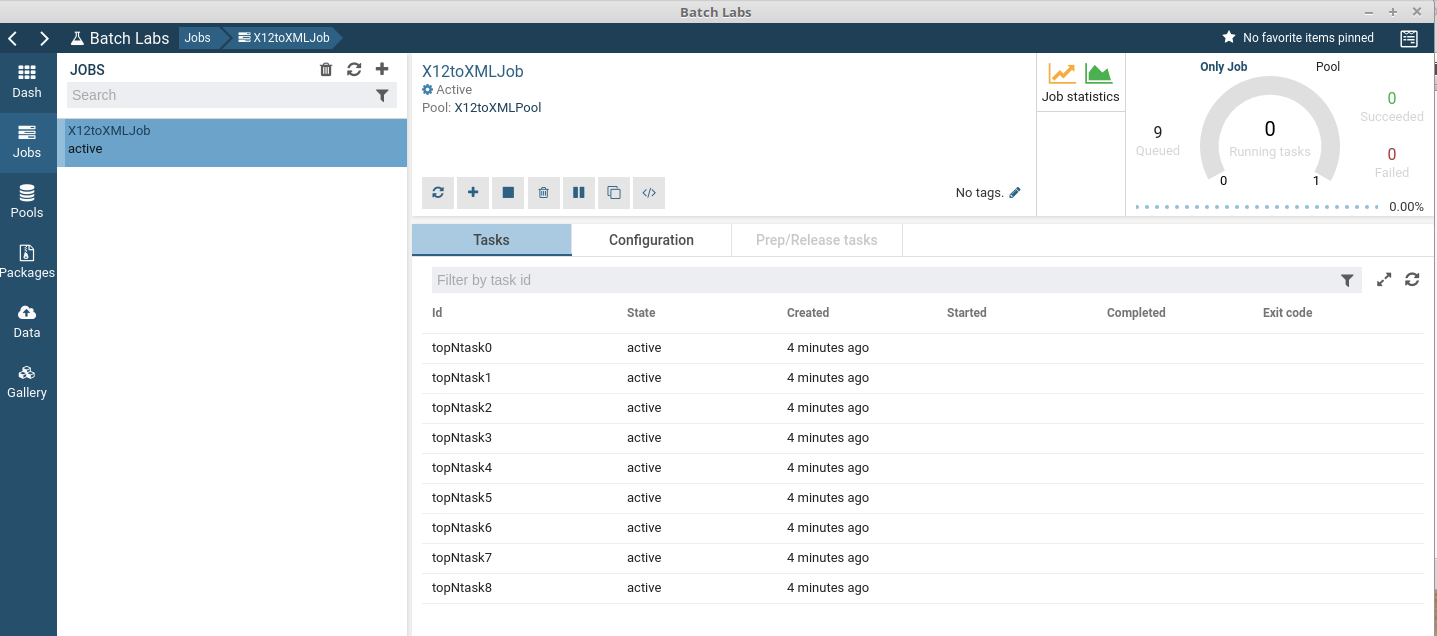 Batch Labs
Batch Labs Jobs X12toXMLJob No favorite items pinned
Dash
Jobs
Pools
Packages
Data
Gallery
JOBS
Search
X12toXMLJob
active
X12toXMLJob
Active
Pool: X12toXMLPool
No tags.
Job statistics
Only Job Pool
9
Queued
0
Running tasks
0 1
0
Succeeded
0
Failed
0.00%
Tasks Configuration Prep/Release tasks
Filter by task id
Id State Created Started Completed Exit code
topNtask0 active 4 minutes ago
topNtask1 active 4 minutes ago
topNtask2 active 4 minutes ago
topNtask3 active 4 minutes ago
topNtask4 active 4 minutes ago
topNtask5 active 4 minutes ago
topNtask6 active 4 minutes ago
topNtask7 active 4 minutes ago
topNtask8 active 4 minutes ago